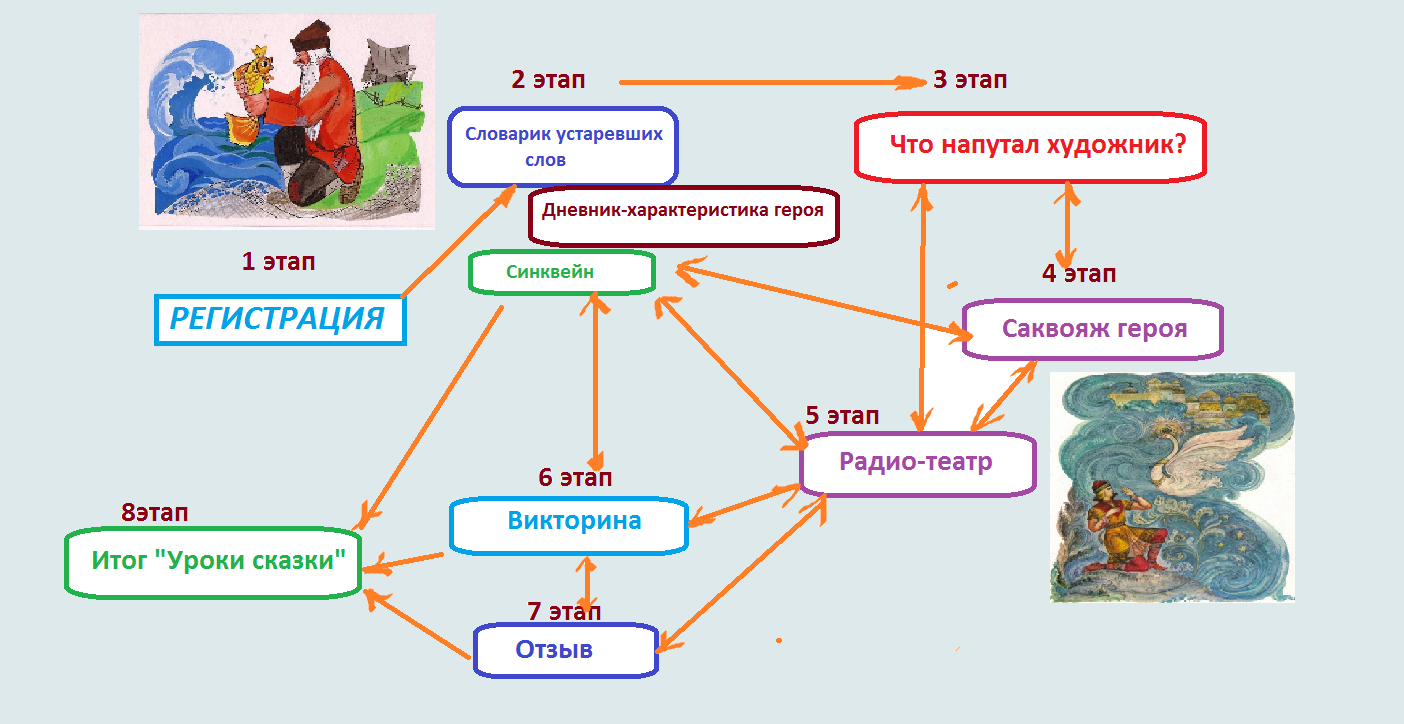 1 этап
РЕГИСТРАЦИЯ
2 этап
Словарик устаревших
слов
Дневник-характеристика героя
Синквейн
3 этап
Что напутал художник?
4 этап
Саквояж героя
5 этап
Радио-театр
6 этап
Викторина
7 этап
Отзыв
8этап
Итог "Уроки сказки"